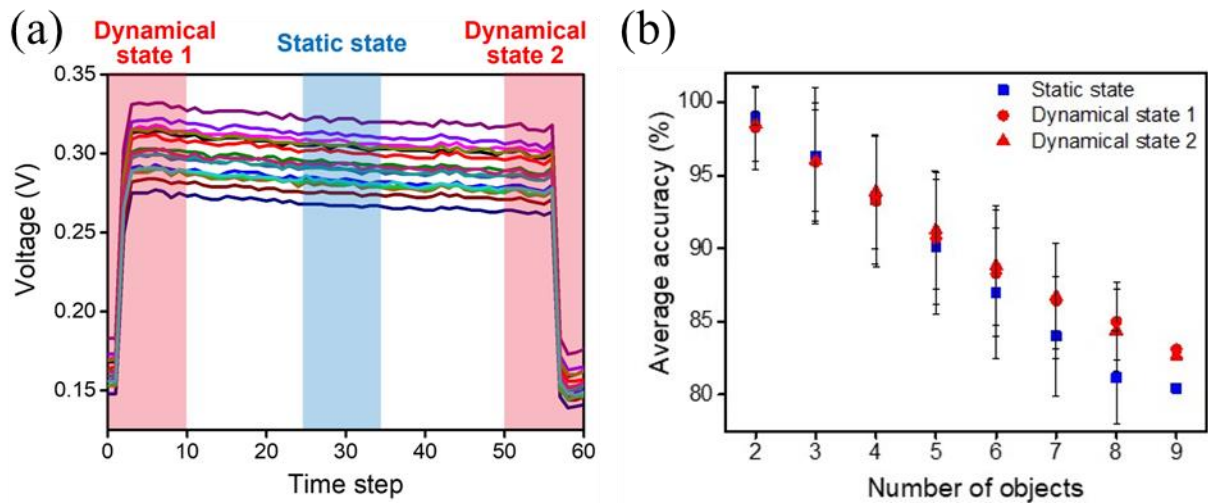 (a)
Dynamical
state 1
Static state
Dynamical
state 2
0.35
0.30
0.25
0.20
0.15
Voltage (V)
0
10
20
30
40
50
60
Time step
(b)
Static state
Dynamical state 1
Dynamical state 2
100
95
90
85
80
Average accuracy (%)
2
3
4
5
6
7
8
9
Number of objects